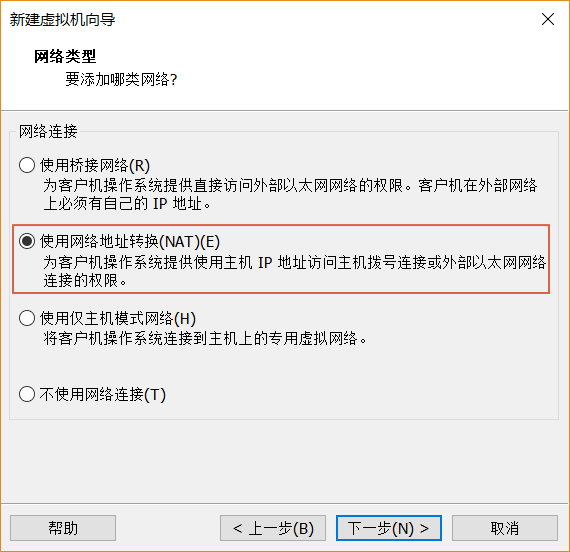 新建虚拟机向导
网络类型
要添加哪类网络?
网络连接
使用桥接网络(R)
为客户机操作系统提供直接访问外部以太网网络的权限。客户机在外部网络
上必须有自己的 IP 地址。
使用网络地址转换(NAT)(E)
为客户机操作系统提供使用主机 IP 地址访问主机拨号连接或外部以太网网络
连接的权限。
使用仅主机模式网络(H)
将客户机操作系统连接到主机上的专用虚拟网络。
不使用网络连接(T)
帮助
< 上一步(B)
下一步(N) >
取消